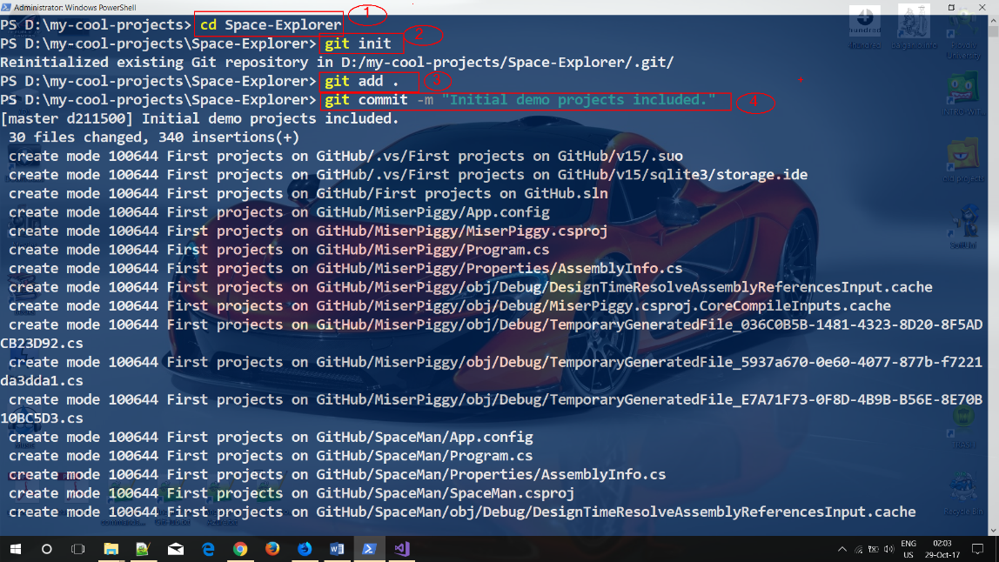 Administrator: Windows PowerShell
PS D:\my-cool-projects> cd Space-Explorer
1
PS D:\my-cool-projects\Space-Explorer> git init
2
Reinitialized existing Git repository in D:/my-cool-projects/Space-Explorer/.git/
PS D:\my-cool-projects\Space-Explorer> git add .
3
PS D:\my-cool-projects\Space-Explorer> git commit -m "Initial demo projects included."
4
[master d211500] Initial demo projects included.
30 files changed, 340 insertions(+)
create mode 100644 First projects on GitHub/.vs/First projects on GitHub/v15/.suo
create mode 100644 First projects on GitHub/.vs/First projects on GitHub/v15/sqlite3/storage.ide
create mode 100644 First projects on GitHub/First projects on GitHub.sln
create mode 100644 First projects on GitHub/MiserPiggy/App.config
create mode 100644 First projects on GitHub/MiserPiggy/MiserPiggy.csproj
create mode 100644 First projects on GitHub/MiserPiggy/Program.cs
create mode 100644 First projects on GitHub/MiserPiggy/Properties/AssemblyInfo.cs
create mode 100644 First projects on GitHub/MiserPiggy/obj/Debug/DesignTimeResolveAssemblyReferencesInput.cache
create mode 100644 First projects on GitHub/MiserPiggy/obj/Debug/MiserPiggy.csproj.CoreCompileInputs.cache
create mode 100644 First projects on GitHub/MiserPiggy/obj/Debug/TemporaryGeneratedFile_036C0B5B-1481-4323-8D20-8F5AD
CB23D92.cs
create mode 100644 First projects on GitHub/MiserPiggy/obj/Debug/TemporaryGeneratedFile_5937a670-0e60-4077-877b-f7221
da3dda1.cs
create mode 100644 First projects on GitHub/MiserPiggy/obj/Debug/TemporaryGeneratedFile_E7A71F73-0F8D-4B9B-B56E-8E70B
10BC5D3.cs
create mode 100644 First projects on GitHub/SpaceMan/App.config
create mode 100644 First projects on GitHub/SpaceMan/Program.cs
create mode 100644 First projects on GitHub/SpaceMan/Properties/AssemblyInfo.cs
create mode 100644 First projects on GitHub/SpaceMan/SpaceMan.csproj
create mode 100644 First projects on GitHub/SpaceMan/obj/Debug/DesignTimeResolveAssemblyReferencesInput.cache
Plovdiv
University
old projects
SoftUni
Recycle Bin
ENG
US
02:03
29-Oct-17